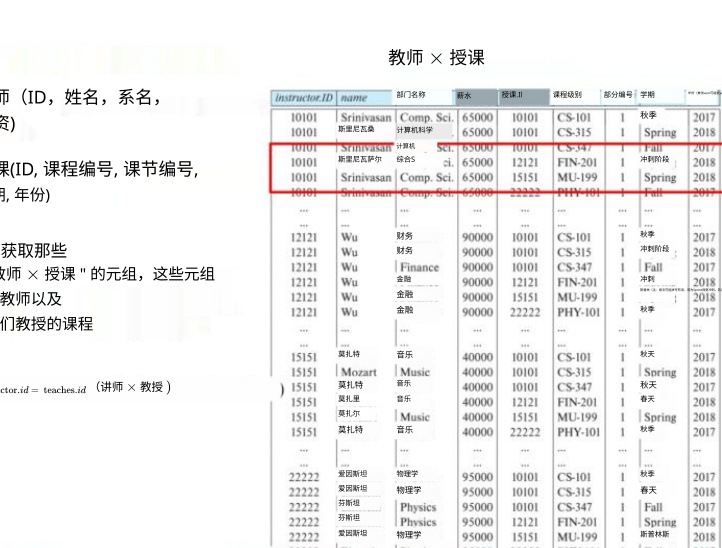 教师 × 授课
师（ID，姓名，系名，
资)
课(ID, 课程编号, 课节编号,
期, 年份)
获取那些
教师 × 授课 " 的元组，这些元组
教师以及
们教授的课程
ctor.id = teaches.id （讲师 × 教授 )
instructor.ID name 部门名称 薪水 授课.II 课程级别 部分编号 学期
10101 Srinivasan Comp. Sci. 65000 10101 CS-101 1 秋季 2017
10101 斯里尼瓦桑 计算机科学 65000 10101 CS-315 1 Spring 2018
10101 Srinivasan 计算机 Sci. 65000 10101 CS-347 1 Fall 2017
10101 斯里尼瓦萨尔 综合S ci. 65000 12121 FIN-201 1 冲刺阶段 2018
10101 Srinivasan Comp. Sci. 65000 15151 MU-199 1 Spring 2018
10101 Srinivasan Comp. Sci. 65000 22222 PHY-101 1 Fall 2017
... ... ... ... ... ... ... ... ...
... ... ... ... ... ... ... ... ...
12121 Wu 财务 90000 10101 CS-101 1 秋季 2017
12121 Wu 财务 90000 10101 CS-315 1 冲刺阶段 2018
12121 Wu Finance 90000 10101 CS-347 1 Fall 2017
12121 Wu 金融 90000 12121 FIN-201 1 冲刺 2018
12121 Wu 金融 90000 15151 MU-199 1 2018
12121 Wu 金融 90000 22222 PHY-101 1 秋季 2017
... ... ... ... ... ... ... ... ...
... ... ... ... ... ... ... ... ...
15151 莫扎特 音乐 40000 10101 CS-101 1 秋天 2017
15151 Mozart Music 40000 10101 CS-315 1 Spring 2018
15151 莫扎特 音乐 40000 10101 CS-347 1 秋天 2017
15151 莫扎里 音乐 40000 12121 FIN-201 1 春天 2018
15151 莫扎尔 Music 40000 15151 MU-199 1 Spring 2018
15151 莫扎特 音乐 40000 22222 PHY-101 1 秋季 2017
... ... ... ... ... ... ... ... ...
... ... ... ... ... ... ... ... ...
22222 爱因斯坦 物理学 95000 10101 CS-101 1 秋季 2017
22222 爱因斯坦 物理学 95000 10101 CS-315 1 春天 2018
22222 芬斯坦 Physics 95000 10101 CS-347 1 Fall 2017
22222 芬斯坦 Physics 95000 12121 FIN-201 1 Spring 2018
22222 爱因斯坦 物理学 95000 15151 MU-199 1 斯普林斯 2018